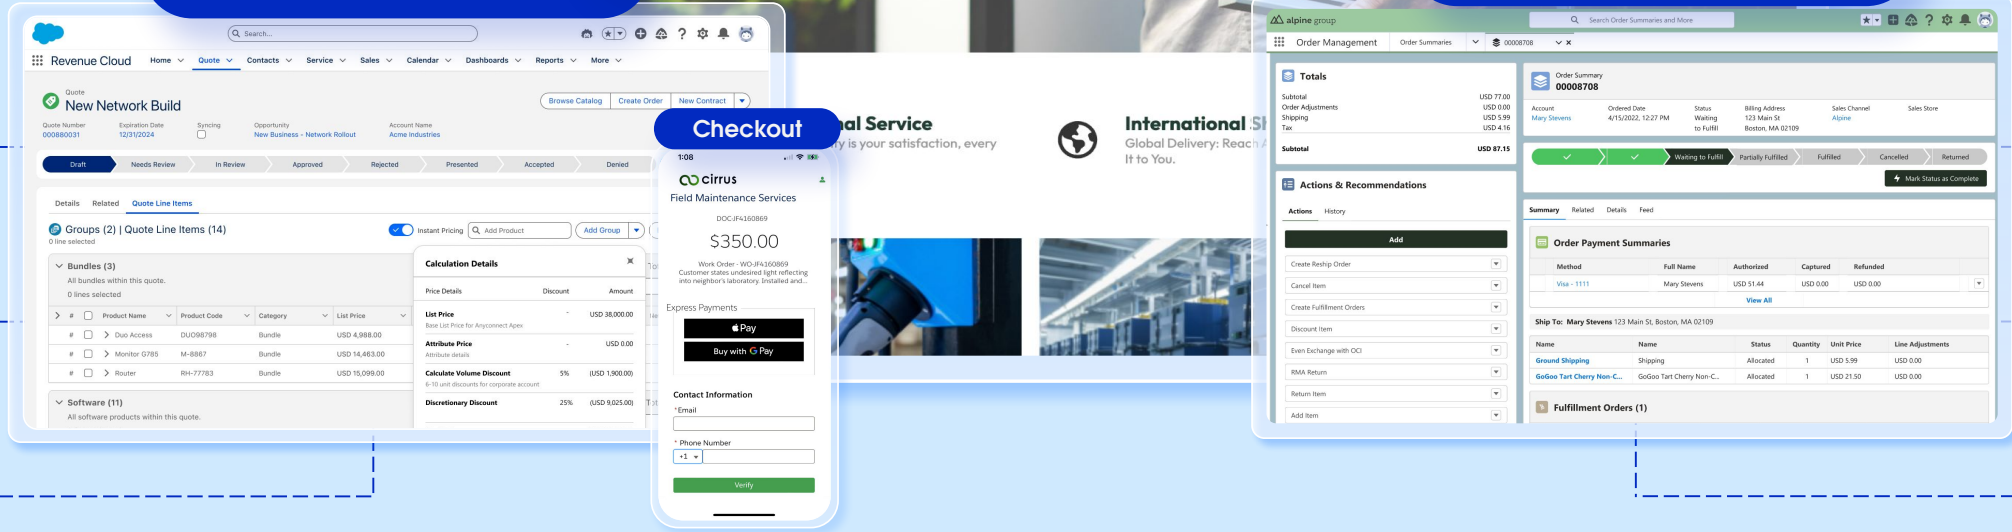 Search...
Revenue Cloud
Home
Quote
Contacts
Service
Sales
Calendar
Dashboards
Reports
More
Quote
New Network Build
Browse Catalog
Create Order
New Contract
Quote Number
Expiration Date
Syncing
Opportunity
Account Name
000880031
12/31/2024
New Business - Network Rollout
Acme Industries
Draft
Needs Review
In Review
Approved
Rejected
Presented
Accepted
Denied
Details
Related
Quote Line Items
Groups (2) | Quote Line Items (14)
0 line selected
Instant Pricing
Add Product
Add Group
Bundles (3)
All bundles within this quote.
0 lines selected
# Product Name
Product Code
Category
List Price
# Duo Access
DUO98798
Bundle
USD 4,988.00
# Monitor G785
M-8867
Bundle
USD 14,463.00
# Router
RH-77783
Bundle
USD 15,099.00
Software (11)
All software products within this quote.
Calculation Details
Price Details
Discount
Amount
List Price
-
USD 38,000.00
Base List Price for Anyconnect Apex
Attribute Price
-
USD 0.00
Attribute details
Calculate Volume Discount
5%
(USD 1,900.00)
6-10 unit discounts for corporate account
Discretionary Discount
25%
(USD 9,025.00)
Checkout
1:08
cirrus
Field Maintenance Services
DOC-JF4160869
$350.00
Work Order - WO-JF4160869
Customer states undesired light reflecting
into neighbor's laboratory. Installed and...
Express Payments
Pay
Buy with G Pay
Contact Information
*Email
* Phone Number
+1
Verify
nal Service
y is your satisfaction, every
International Sh
Global Delivery: Reach A
It to You.
alpine group
Search Order Summaries and More
Order Management
Order Summaries
00008708
Totals
Subtotal
USD 77.00
Order Adjustments
USD 0.00
Shipping
USD 5.99
Tax
USD 4.16
Subtotal
USD 87.15
Actions & Recommendations
Actions
History
Add
Create Reship Order
Cancel Item
Create Fulfillment Orders
Discount Item
Even Exchange with OCI
RMA Return
Return Item
Add Item
Order Summary
00008708
Account
Ordered Date
Status
Billing Address
Sales Channel
Sales Store
Mary Stevens
4/15/2022, 12:27 PM
Waiting
to Fulfill
123 Main St
Boston, MA 02109
Alpine
Waiting to Fulfill
Partially Fulfilled
Fulfilled
Cancelled
Returned
Mark Status as Complete
Summary
Related
Details
Feed
Order Payment Summaries
Method
Full Name
Authorized
Captured
Refunded
Visa - 1111
Mary Stevens
USD 51.44
USD 0.00
USD 0.00
View All
Ship To: Mary Stevens 123 Main St, Boston, MA 02109
Name
Name
Status
Quantity
Unit Price
Line Adjustments
Ground Shipping
Shipping
Allocated
1
USD 5.99
USD 0.00
GoGoo Tart Cherry Non-C...
GoGoo Tart Cherry Non-C...
Allocated
1
USD 21.50
USD 0.00
Fulfillment Orders (1)